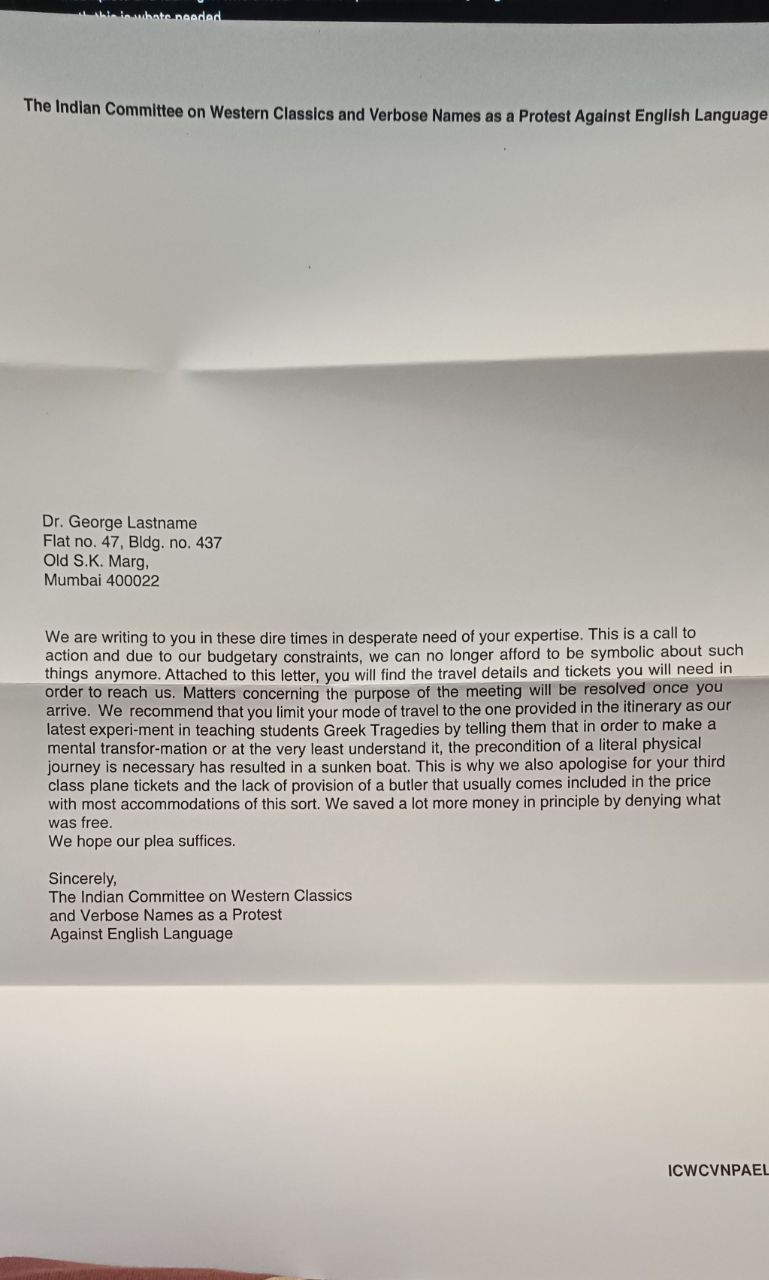 this is whats needed
The Indian Committee on Western Classics and Verbose Names as a Protest Against English Language
Dr. George Lastname
Flat no. 47, Bldg. no. 437
Old S.K. Marg,
Mumbai 400022
We are writing to you in these dire times in desperate need of your expertise. This is a call to
action and due to our budgetary constraints, we can no longer afford to be symbolic about such
things anymore. Attached to this letter, you will find the travel details and tickets you will need in
order to reach us. Matters concerning the purpose of the meeting will be resolved once you
arrive. We recommend that you limit your mode of travel to the one provided in the itinerary as our
latest experi-ment in teaching students Greek Tragedies by telling them that in order to make a
mental transfor-mation or at the very least understand it, the precondition of a literal physical
journey is necessary has resulted in a sunken boat. This is why we also apologise for your third
class plane tickets and the lack of provision of a butler that usually comes included in the price
with most accommodations of this sort. We saved a lot more money in principle by denying what
was free.
We hope our plea suffices.
Sincerely,
The Indian Committee on Western Classics
and Verbose Names as a Protest
Against English Language
ICWCVNPAEL